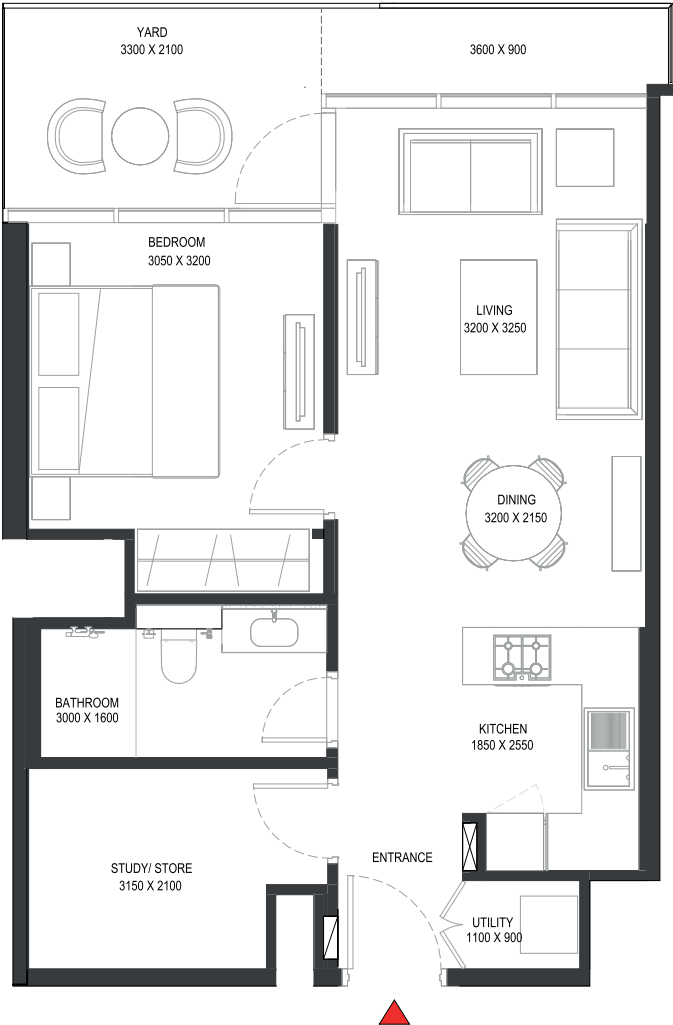 YARD
3300 X 2100
3600 X 900
BEDROOM
3050 X 3200
LIVING
3200 X 3250
DINING
3200 X 2150
BATHROOM
3000 X 1600
KITCHEN
1850 X 2550
ENTRANCE
STUDY/ STORE
3150 X 2100
UTILITY
1100 X 900